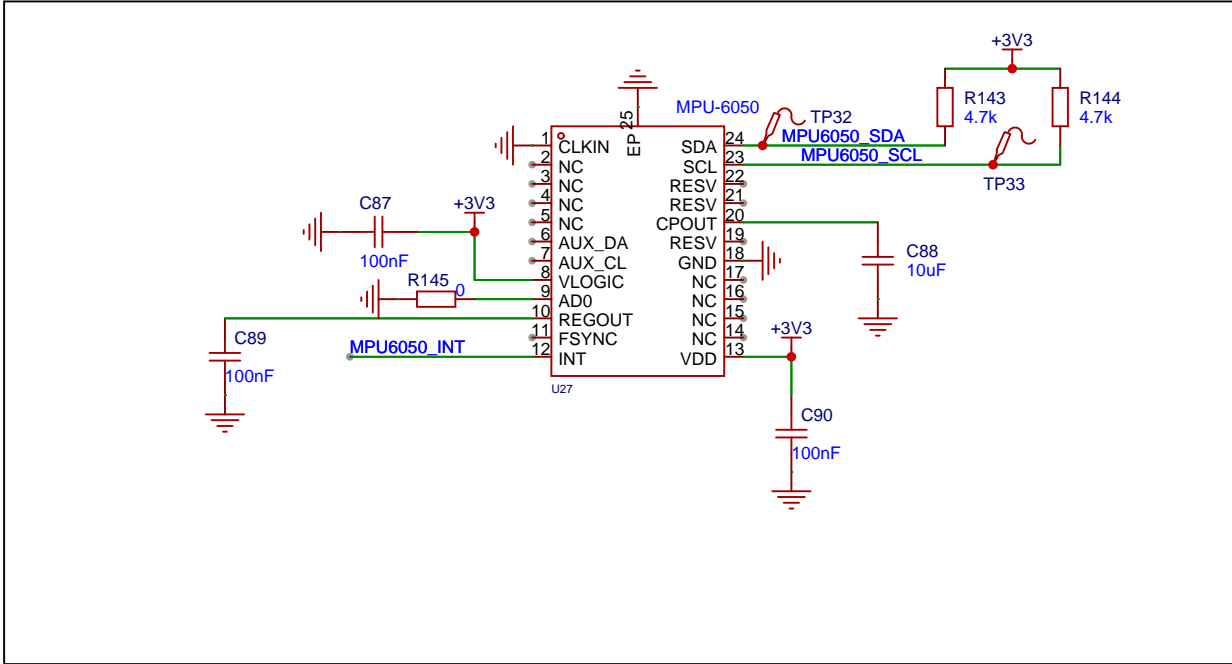 +3V3
R143
4.7k
R144
4.7k
MPU-6050
TP32
MPU6050_SDA
MPU6050_SCL
TP33
25
EP
1 CLKIN
2 NC
3 NC
4 NC
5 NC
6 AUX_DA
7 AUX_CL
8 VLOGIC
9 AD0
10 REGOUT
11 FSYNC
12 INT
SDA 24
SCL 23
RESV 22
RESV 21
CPOUT 20
RESV 19
GND 18
NC 17
NC 16
NC 15
NC 14
VDD 13
U27
C87
100nF
+3V3
R145
0
C89
100nF
MPU6050_INT
C88
10uF
+3V3
C90
100nF